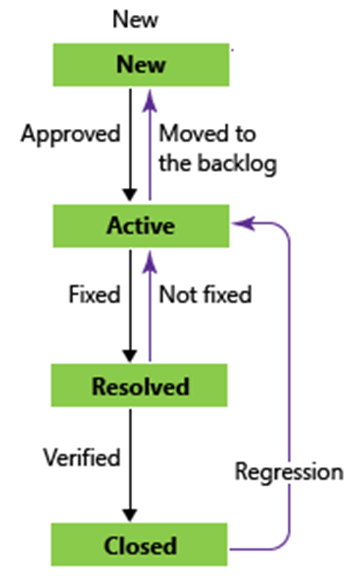 New
New
Approved
Moved to
the backlog
Active
Fixed
Not fixed
Resolved
Verified
Regression
Closed